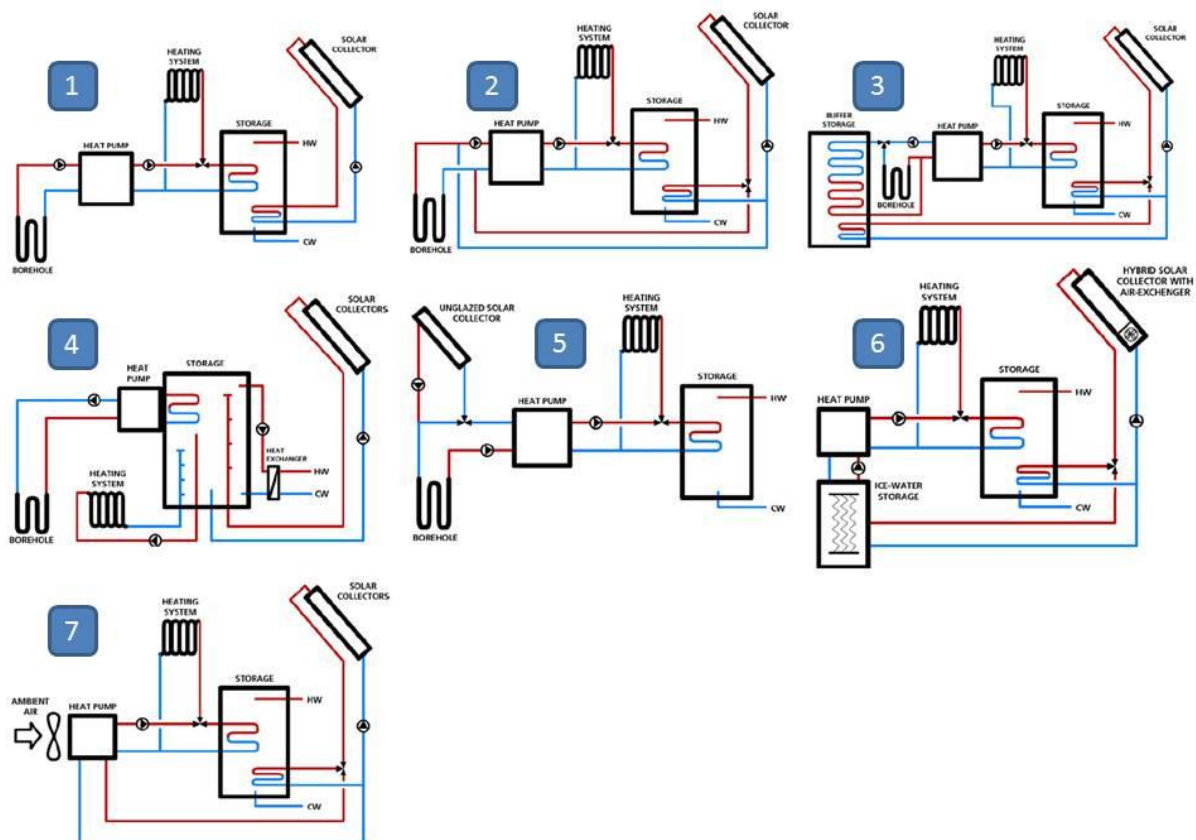 1
HEATING
SYSTEM
SOLAR
COLLECTOR
STORAGE
HEAT PUMP
HW
CW
BOREHOLE
2
HEATING
SYSTEM
SOLAR
COLLECTOR
STORAGE
HEAT PUMP
HW
CW
BOREHOLE
3
HEATING
SYSTEM
SOLAR
COLLECTOR
BUFFER
STORAGE
HEAT PUMP
STORAGE
HW
BOREHOLE
CW
4
SOLAR
COLLECTORS
HEAT
PUMP
STORAGE
HEAT
EXCHANGER
HW
CW
HEATING
SYSTEM
BOREHOLE
5
UNGLAZED SOLAR
COLLECTOR
HEATING
SYSTEM
STORAGE
HEAT PUMP
HW
CW
BOREHOLE
6
HEATING
SYSTEM
HYBRID SOLAR
COLLECTOR WITH
AIR-EXCHENGER
STORAGE
HEAT PUMP
HW
ICE-WATER
STORAGE
CW
7
HEATING
SYSTEM
SOLAR
COLLECTORS
STORAGE
AMBIENT
AIR
HEAT PUMP
HW
CW